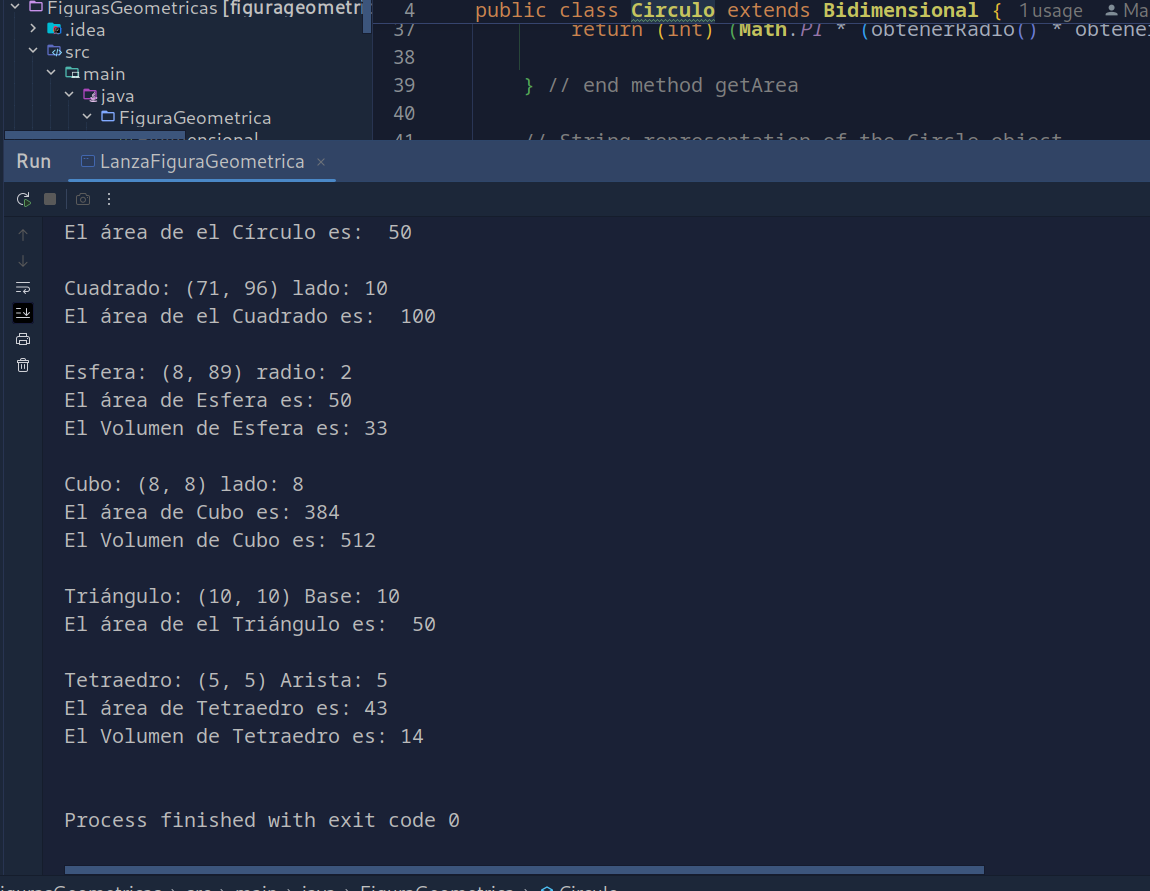 FigurasGeometricas [figurageometri
.idea
src
main
java
FiguraGeometrica
4 public class Circulo extends Bidimensional { 1 usage Ma
37 return (int) (Math.PI * (obtenerRadio() * obtener
38
39 } // end method getArea
40
41 // String representation of the Circle object
Run LanzaFiguraGeometrica ×
El área de el Círculo es:  50
Cuadrado: (71, 96) lado: 10
El área de el Cuadrado es:  100
Esfera: (8, 89) radio: 2
El área de Esfera es: 50
El Volumen de Esfera es: 33
Cubo: (8, 8) lado: 8
El área de Cubo es: 384
El Volumen de Cubo es: 512
Triángulo: (10, 10) Base: 10
El área de el Triángulo es:  50
Tetraedro: (5, 5) Arista: 5
El área de Tetraedro es: 43
El Volumen de Tetraedro es: 14
Process finished with exit code 0
igurasGeometricas > src > main > java > FiguraGeometrica > Circulo